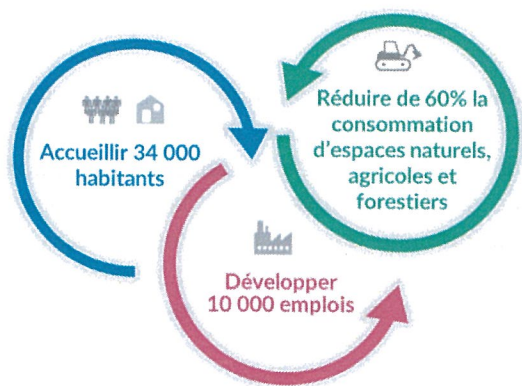 Accueillir 34 000
habitants
Réduire de 60% la
consommation
d'espaces naturels,
agricoles et
forestiers
Développer
10 000 emplois